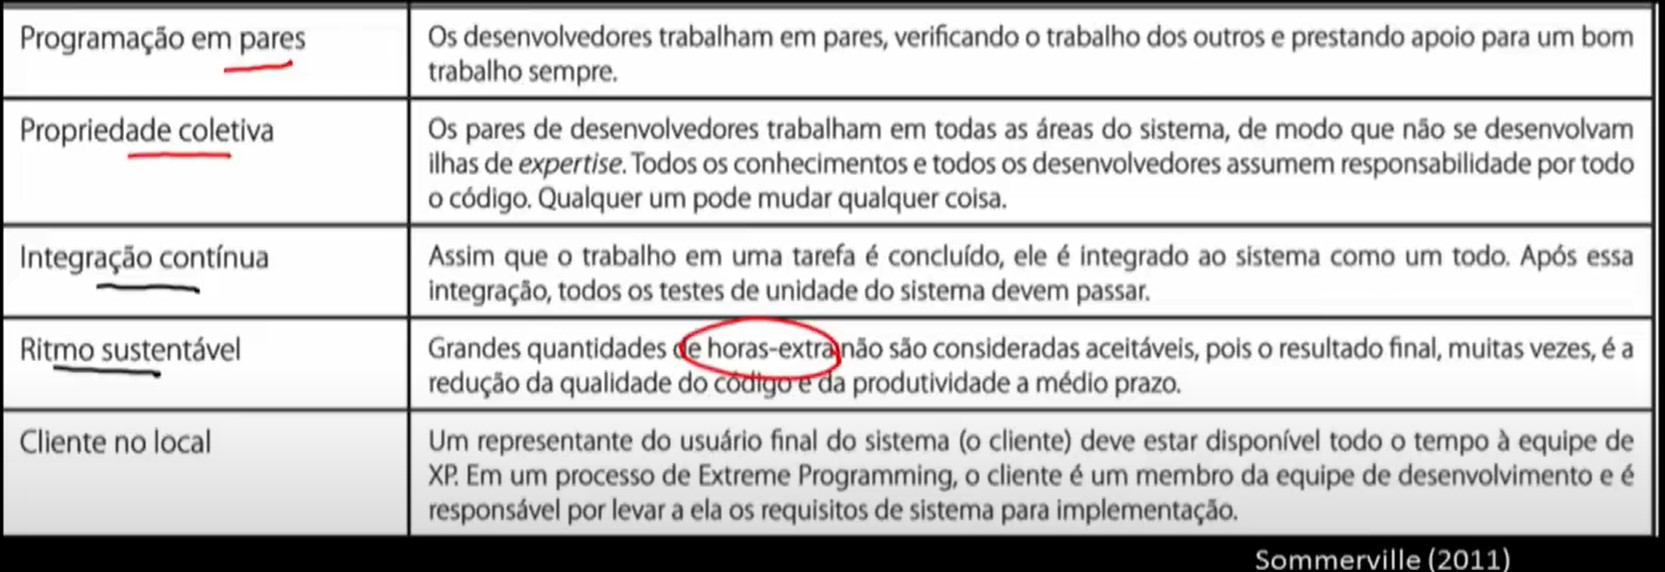 Programação em pares
Os desenvolvedores trabalham em pares, verificando o trabalho dos outros e prestando apoio para um bom
trabalho sempre.
Propriedade coletiva
Os pares de desenvolvedores trabalham em todas as áreas do sistema, de modo que não se desenvolvam
ilhas de expertise. Todos os conhecimentos e todos os desenvolvedores assumem responsabilidade por todo
o código. Qualquer um pode mudar qualquer coisa.
Integração contínua
Assim que o trabalho em uma tarefa é concluído, ele é integrado ao sistema como um todo. Após essa
integração, todos os testes de unidade do sistema devem passar.
Ritmo sustentável
Grandes quantidades de horas-extra não são consideradas aceitáveis, pois o resultado final, muitas vezes, é a
redução da qualidade do código e da produtividade a médio prazo.
Cliente no local
Um representante do usuário final do sistema (o cliente) deve estar disponível todo o tempo à equipe de
XP. Em um processo de Extreme Programming, o cliente é um membro da equipe de desenvolvimento e é
responsável por levar a ela os requisitos de sistema para implementação.
Sommerville (2011)